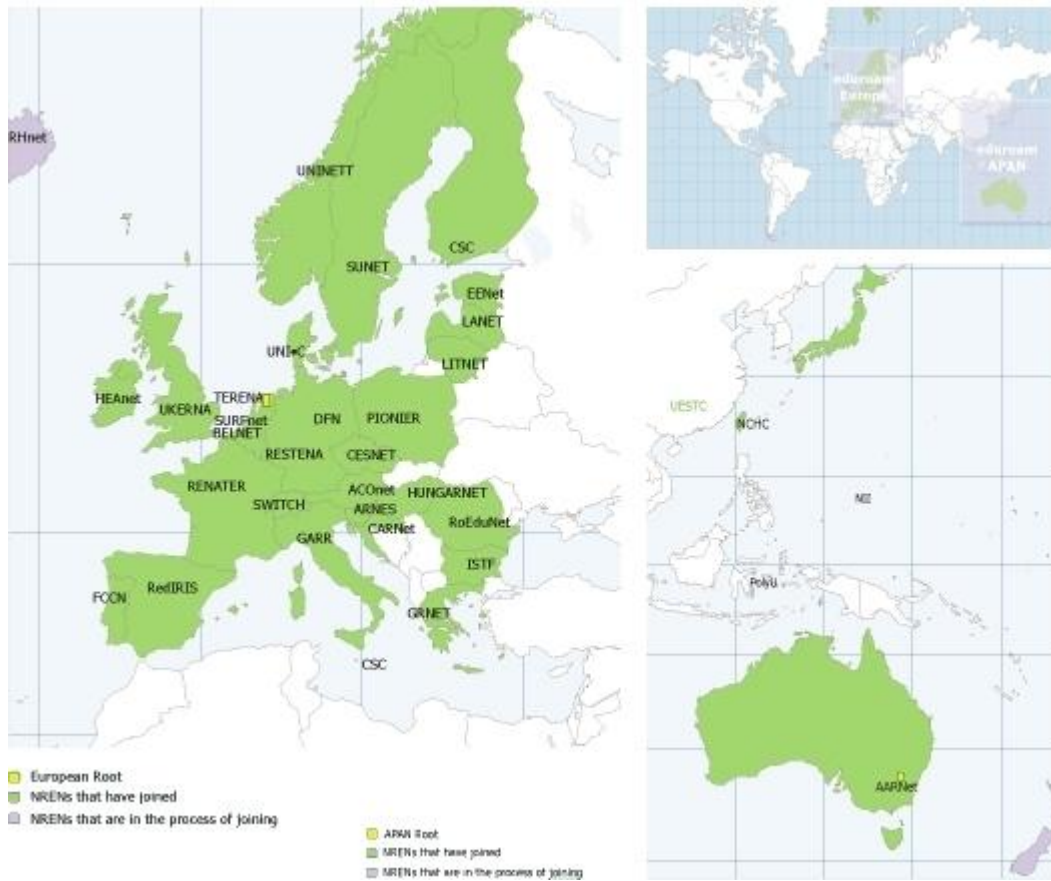 RHnet
UNINETT
CSC
SUNET
EENet
LANET
UNI•C
LITNET
HEAnet
TERENA
UKERNA
SURFnet
DFN
PIONIER
BELNET
RESTENA
CESNET
RENATER
ACOnet
HUNGARNET
SWITCH
ARNES
RoEduNet
CARNet
GARR
ISTF
RedIRIS
FCCN
GRNET
CSC
European Root
NRENs that have joined
NRENs that are in the process of joining
APAN Root
NRENs that have joined
NRENs that are in the process of joining
eduroam
Europe
eduroam
APAN
UESTC
NCHC
NII
PolyU
AARNet